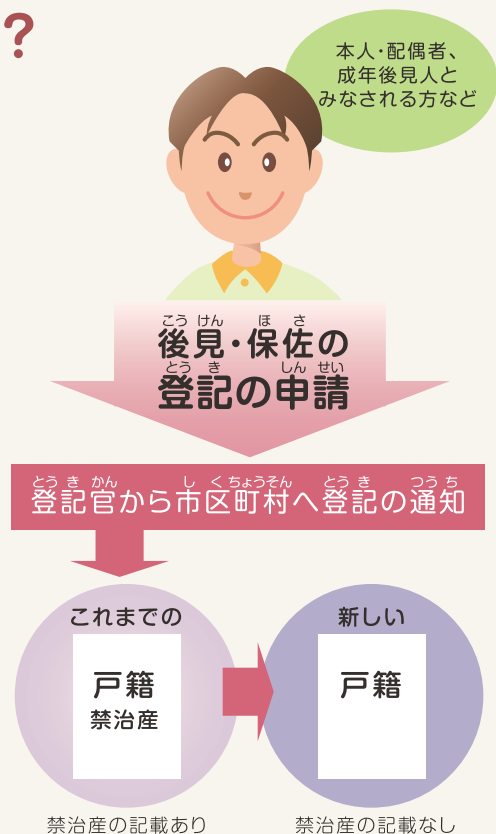 ?
本人・配偶者、
成年後見人と
みなされる方など
こう けん ほ さ
後見・保佐の
とう き しん せい
登記の申請
とう き かん し く ちょうそん とう き つう ち
登記官から市区町村へ登記の通知
これまでの
戸籍
禁治産
禁治産の記載あり
新しい
戸籍
禁治産の記載なし